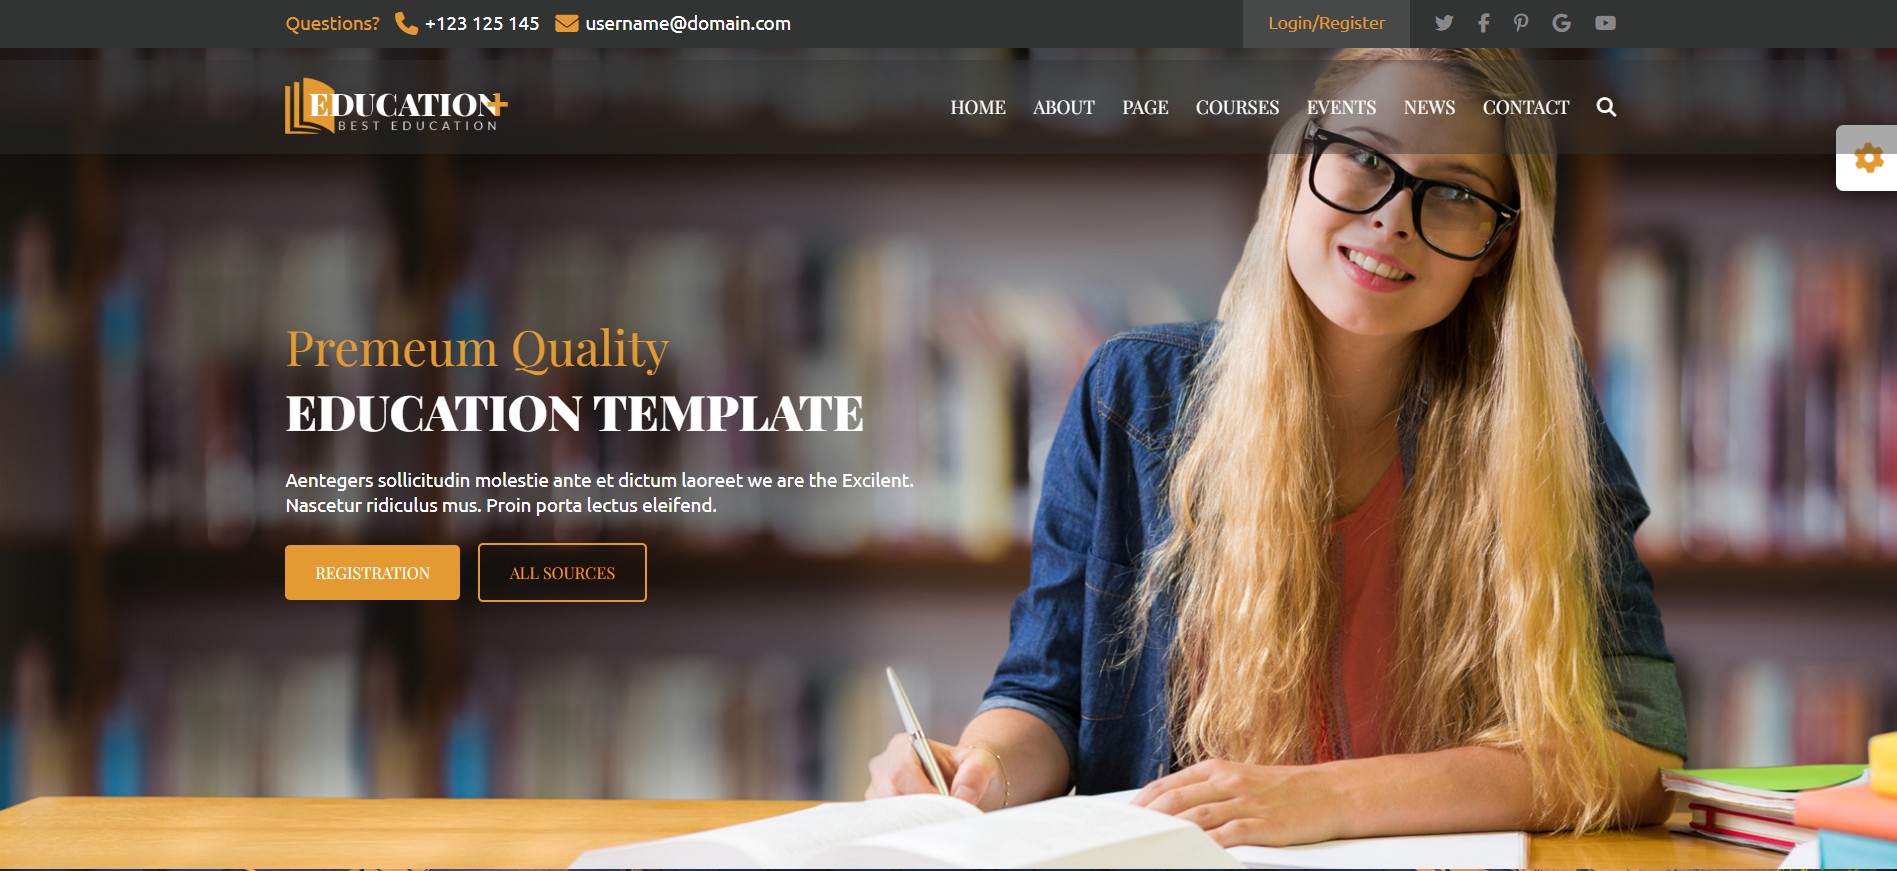 Questions? +123 125 145 username@domain.com Login/Register
EDUCATION+
BEST EDUCATION
HOME ABOUT PAGE COURSES EVENTS NEWS CONTACT
Premeum Quality
EDUCATION TEMPLATE
Aentegers sollicitudin molestie ante et dictum laoreet we are the Excilent.
Nascetur ridiculus mus. Proin porta lectus eleifend.
REGISTRATION ALL SOURCES